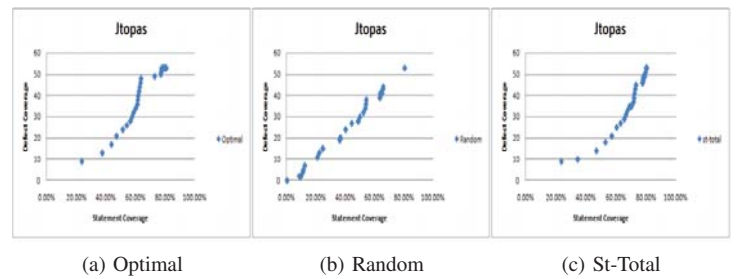 Jtopas
Defect Coverage
60
50
40
30
20
10
0
0.00% 20.00% 40.00% 60.00% 80.00% 100.00%
Statement Coverage
Optimal
(a) Optimal
Jtopas
Defect Coverage
60
50
40
30
20
10
0
0.00% 20.00% 40.00% 60.00% 80.00% 100.00%
Statement Coverage
Random
(b) Random
Jtopas
Defect Coverage
60
50
40
30
20
10
0
0.00% 20.00% 40.00% 60.00% 80.00% 100.00%
Statement Coverage
st-total
(c) St-Total